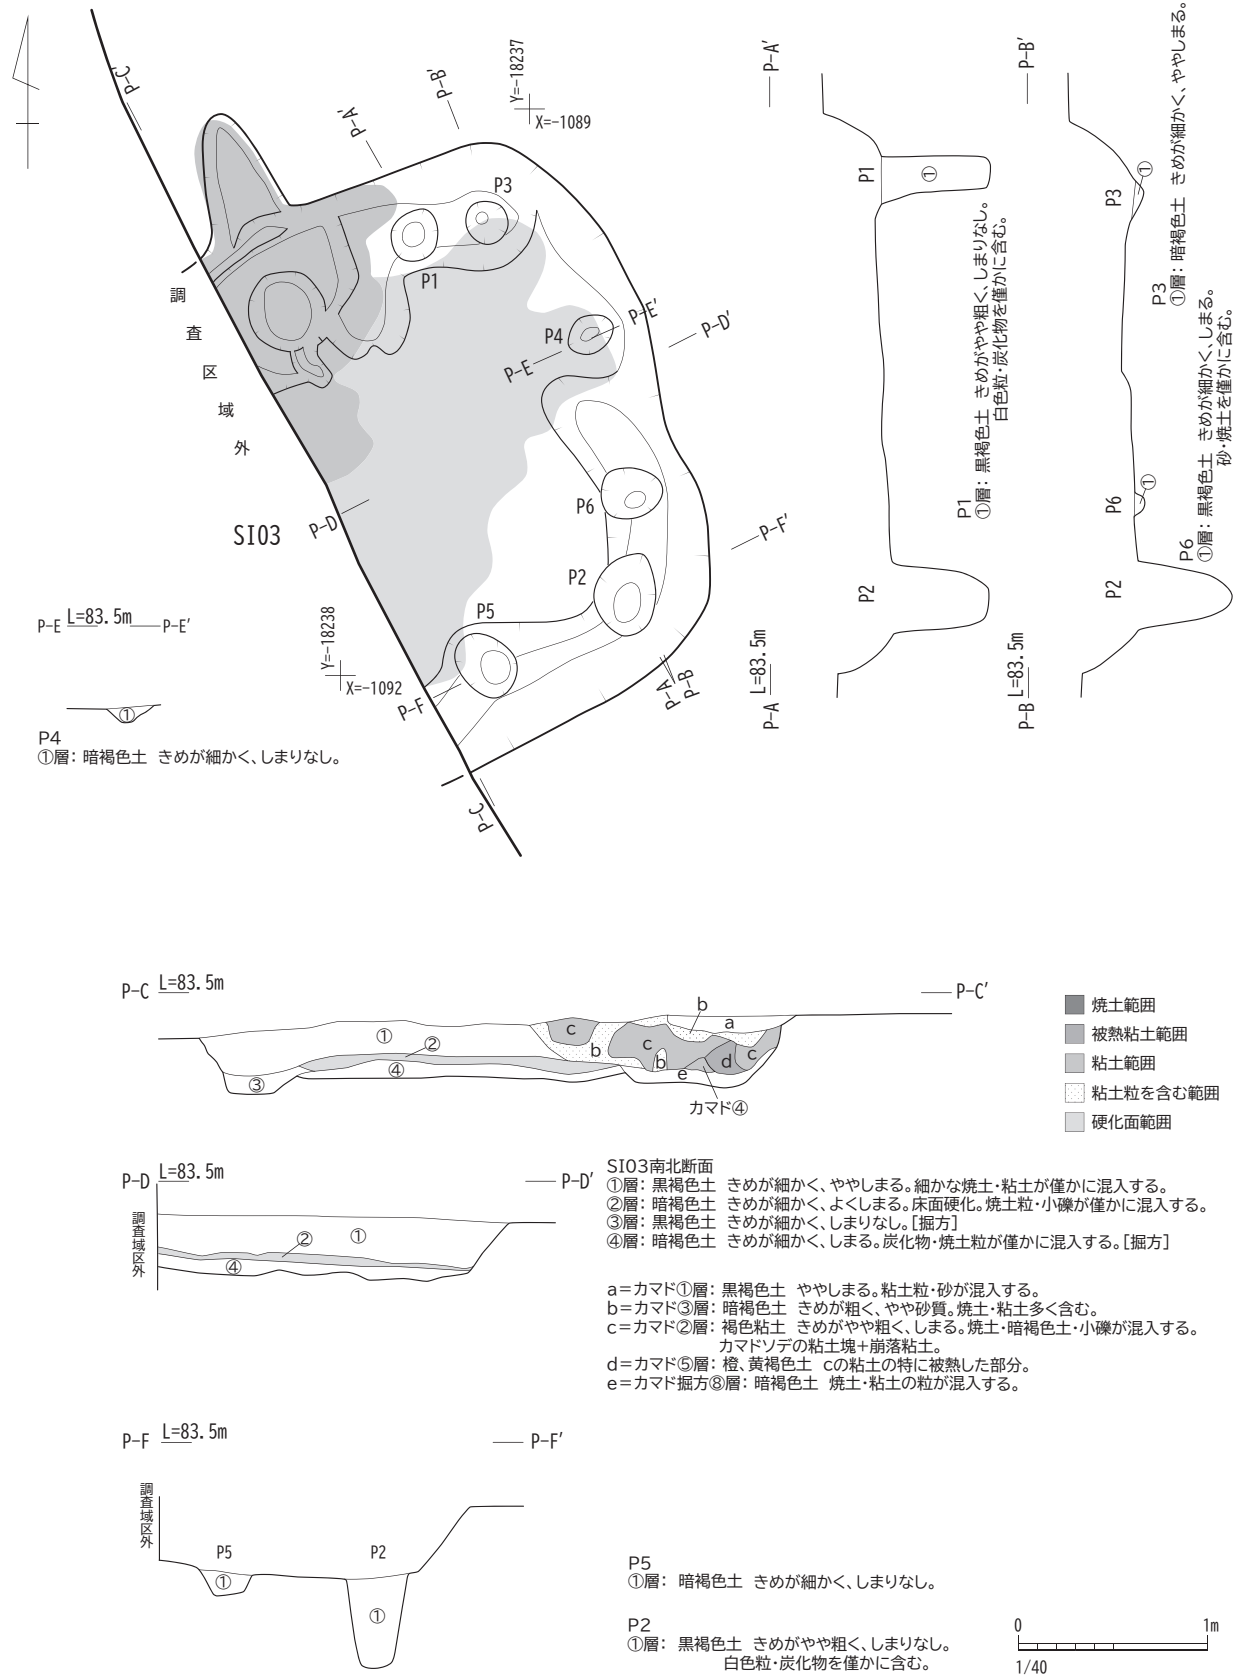 P-C′
P-A′
P-B′
Y=-18237
X=-1089
P3
P1
P4
P-E′
P-E
P-D′
調査区域外
P6
P-D
SI03
P-F′
P2
P5
Y=-18238
X=-1092
P-F
P-A
P-B
P-C
P-A′
P1
①
P2
P-A L=83.5m
P1
①層：黒褐色土 きめがやや粗く、しまりなし。
白色粒・炭化物を僅かに含む。
P-B′
P3
①
P6
①
P2
P-B L=83.5m
P3
①層：暗褐色土 きめが細かく、ややしまる。
P6
①層：黒褐色土 きめが細かく、しまる。
砂・焼土を僅かに含む。
P-E L=83.5m P-E′
①
P4
①層：暗褐色土 きめが細かく、しまりなし。
P-C L=83.5m P-C′
b
a
c
①
②
b
c
b
d
c
④
e
③
カマド④
焼土範囲
被熱粘土範囲
粘土範囲
粘土粒を含む範囲
硬化面範囲
P-D L=83.5m P-D′
調査域区外
②
①
④
SI03南北断面
①層：黒褐色土 きめが細かく、ややしまる。細かな焼土・粘土が僅かに混入する。
②層：暗褐色土 きめが細かく、よくしまる。床面硬化。焼土粒・小礫が僅かに混入する。
③層：黒褐色土 きめが細かく、しまりなし。［掘方］
④層：暗褐色土 きめが細かく、しまる。炭化物・焼土粒が僅かに混入する。［掘方］
a＝カマド①層：黒褐色土 ややしまる。粘土粒・砂が混入する。
b＝カマド③層：暗褐色土 きめが粗く、やや砂質。焼土・粘土多く含む。
c＝カマド②層：褐色粘土 きめがやや粗く、しまる。焼土・暗褐色土・小礫が混入する。
カマドソデの粘土塊＋崩落粘土。
d＝カマド⑤層：橙、黄褐色土 cの粘土の特に被熱した部分。
e＝カマド掘方⑧層：暗褐色土 焼土・粘土の粒が混入する。
P-F L=83.5m P-F′
調査域区外
P5
①
P2
①
P5
①層：暗褐色土 きめが細かく、しまりなし。
P2
①層：黒褐色土 きめがやや粗く、しまりなし。
白色粒・炭化物を僅かに含む。
0 1m
1/40